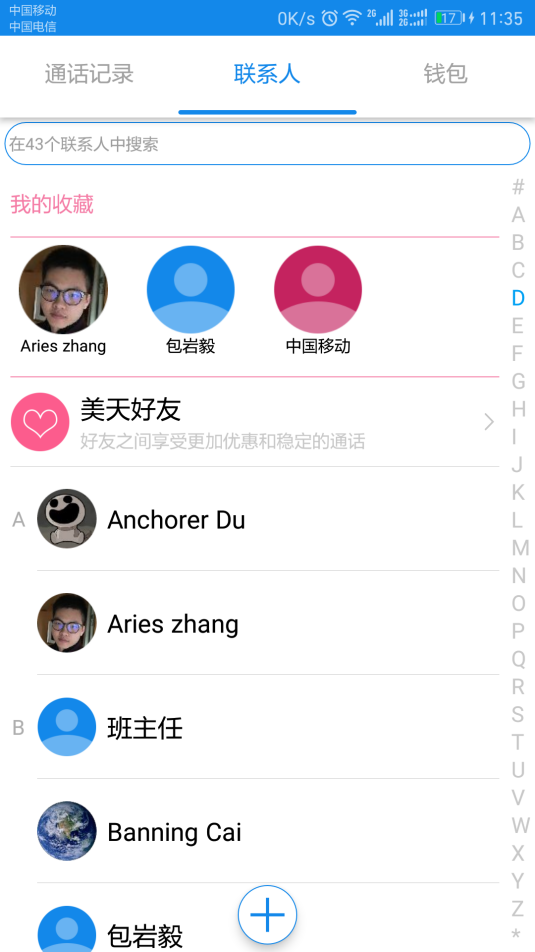 中国移动
中国电信
0K/s 2G 3G 2G 17 11:35
通话记录 联系人 钱包
在43个联系人中搜索
我的收藏
Aries zhang 包岩毅 中国移动
美天好友
好友之间享受更加优惠和稳定的通话
A Anchorer Du
Aries zhang
B 班主任
Banning Cai
包岩毅
#
A
B
C
D
E
F
G
H
I
J
K
L
M
N
O
P
Q
R
S
T
U
V
W
X
Y
Z
*